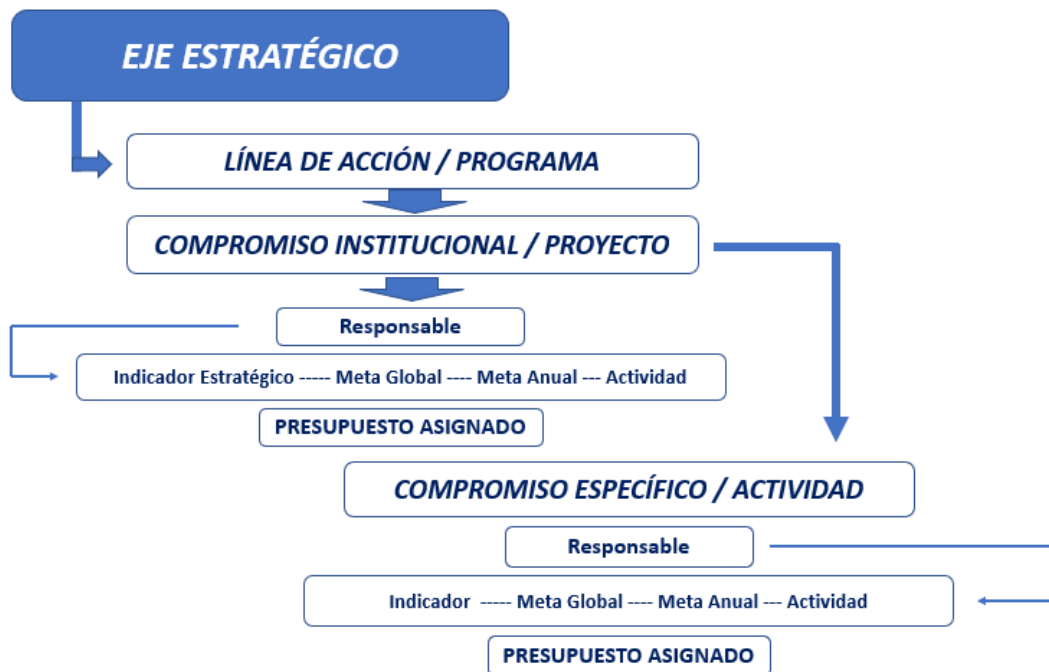 EJE ESTRATÉGICO
LÍNEA DE ACCIÓN / PROGRAMA
COMPROMISO INSTITUCIONAL / PROYECTO
Responsable
Indicador Estratégico ----- Meta Global ---- Meta Anual --- Actividad
PRESUPUESTO ASIGNADO
COMPROMISO ESPECÍFICO / ACTIVIDAD
Responsable
Indicador ----- Meta Global ---- Meta Anual --- Actividad
PRESUPUESTO ASIGNADO